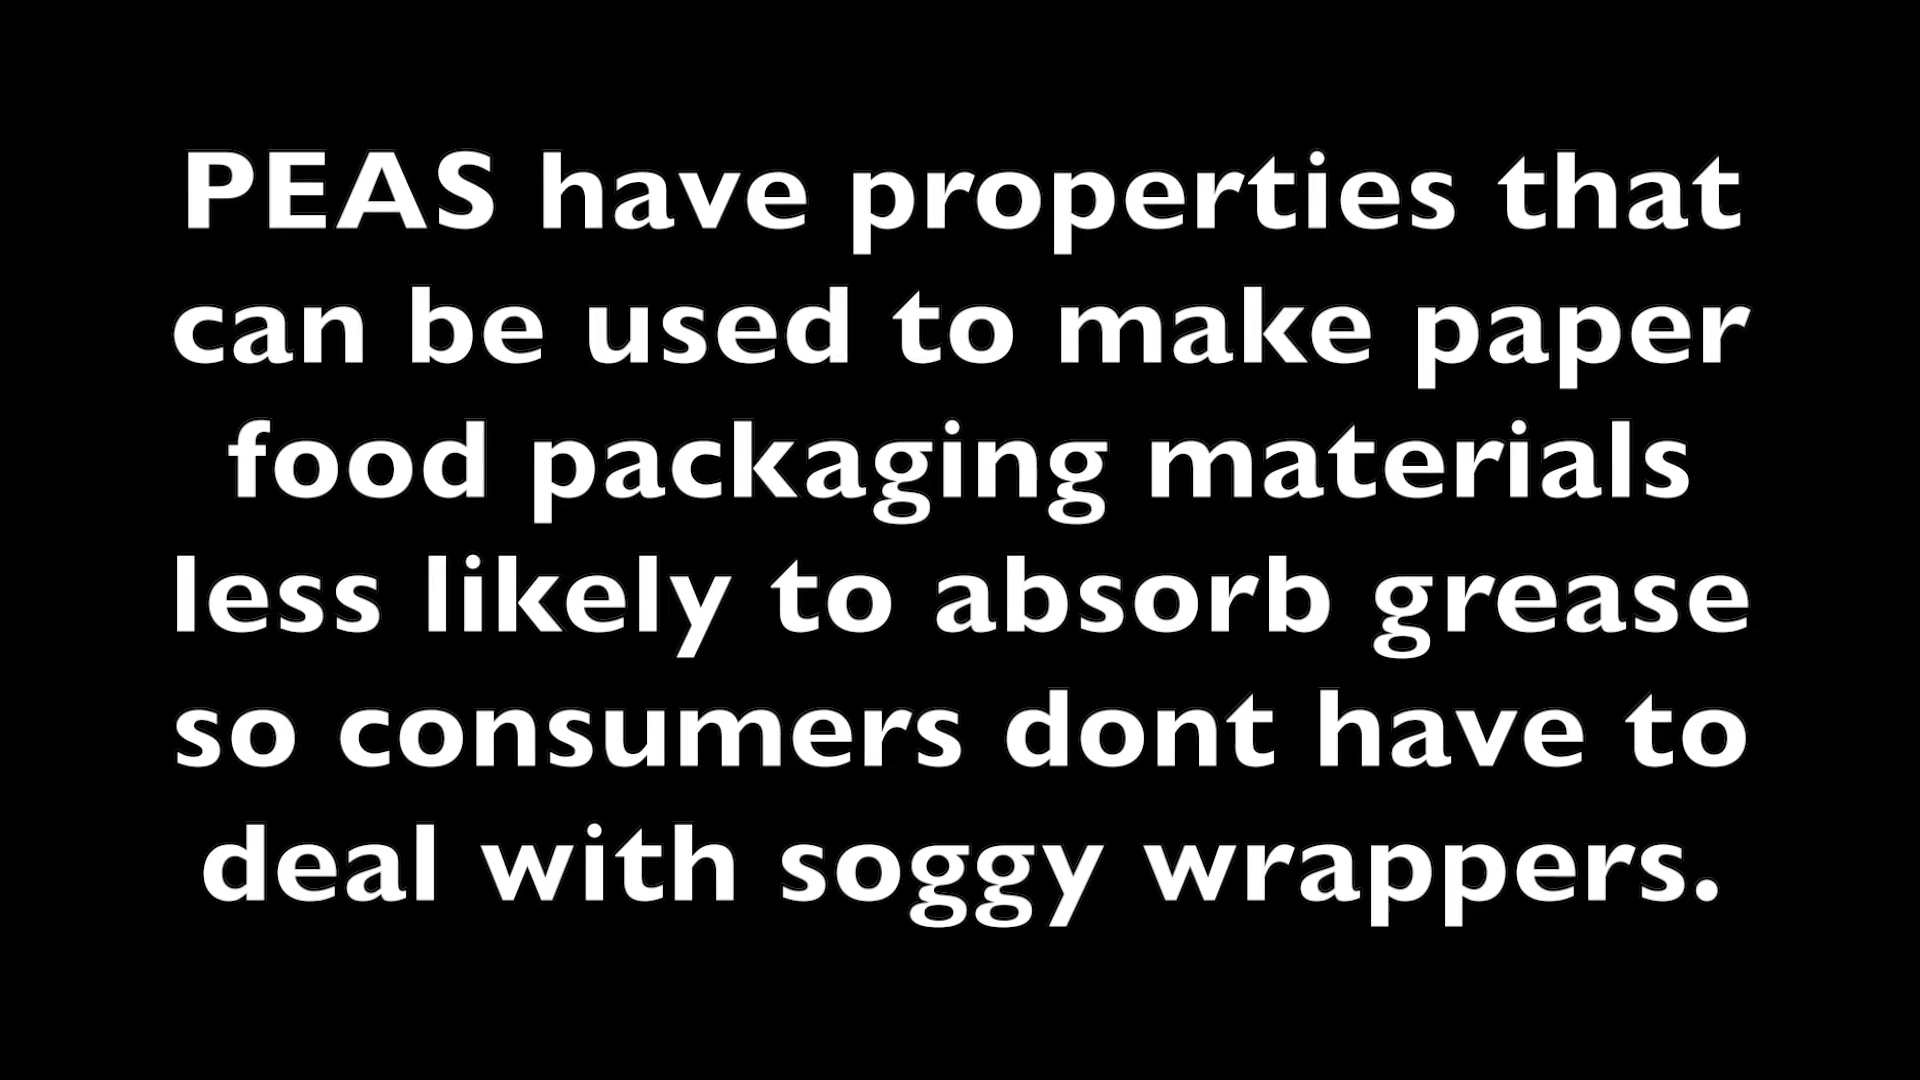 PEAS have properties that
can be used to make paper
food packaging materials
less likely to absorb grease
so consumers dont have to
deal with soggy wrappers.